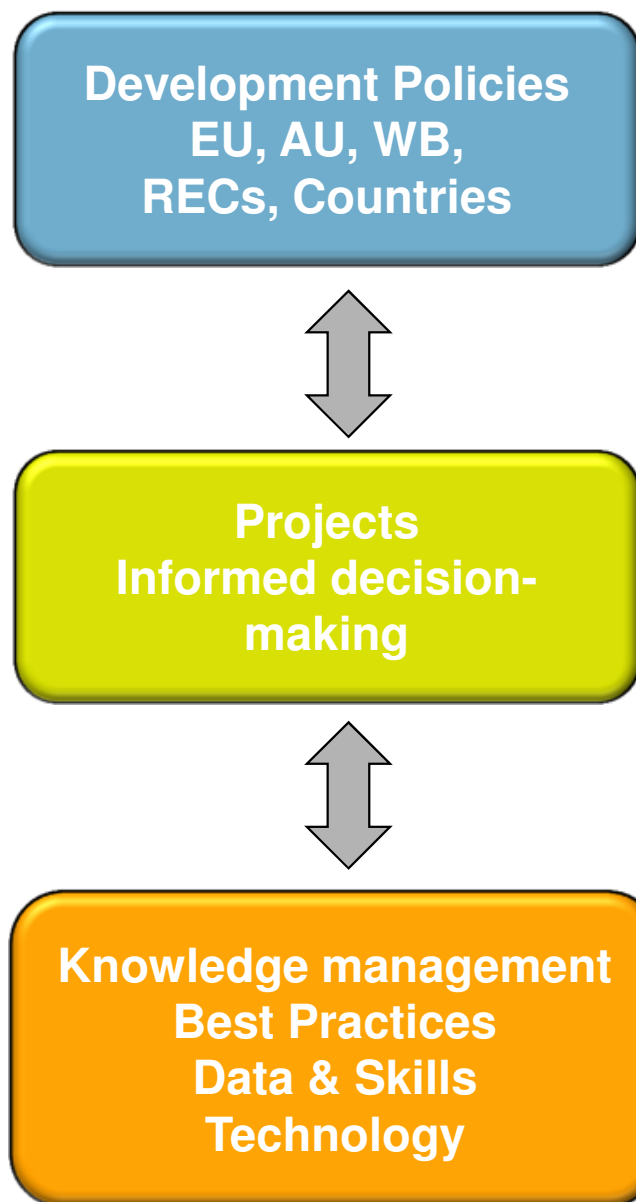 Development Policies
EU, AU, WB,
RECs, Countries
Projects
Informed decision-
making
Knowledge management
Best Practices
Data & Skills
Technology